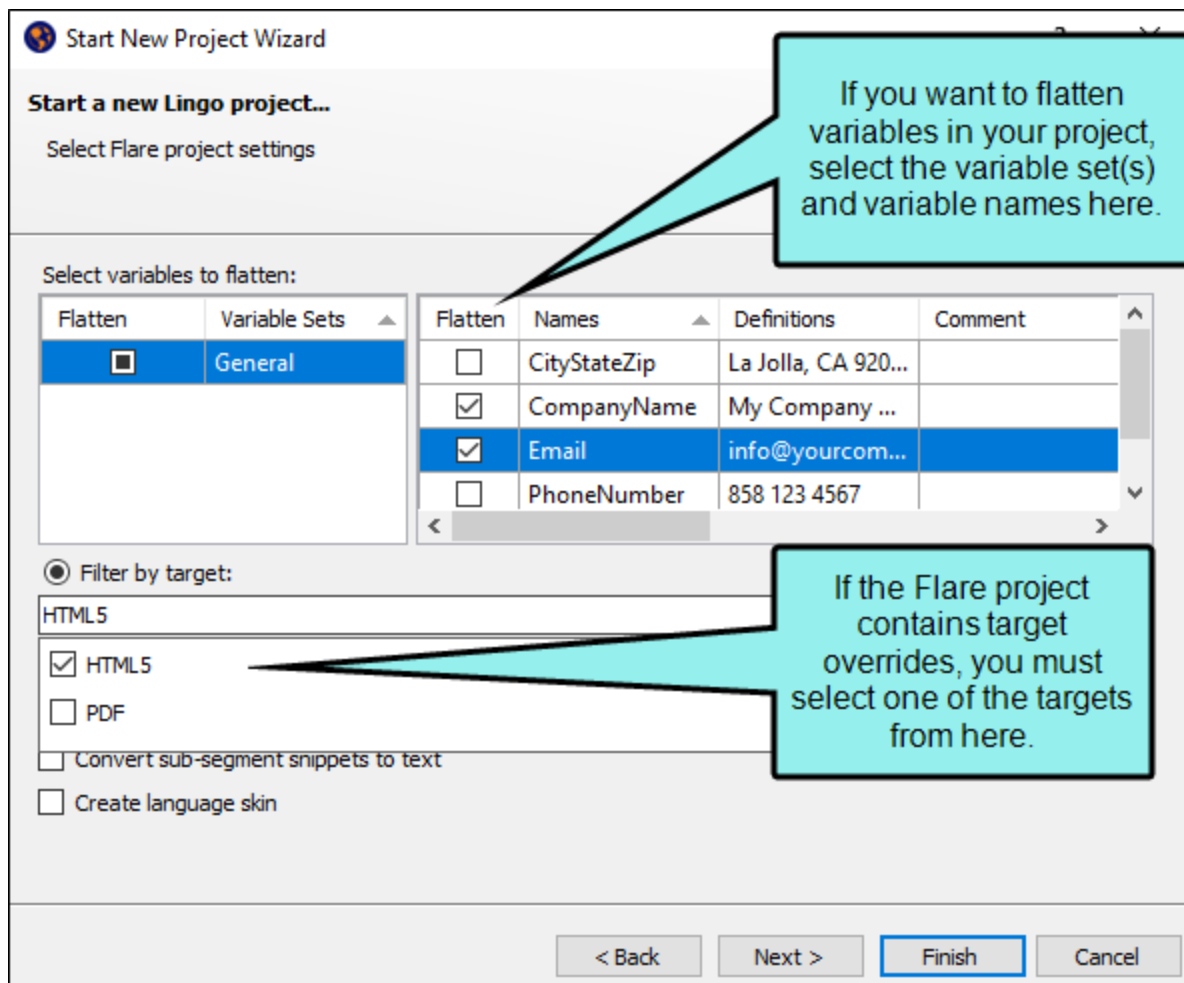 Start New Project Wizard
Start a new Lingo project...
Select Flare project settings
If you want to flatten
variables in your project,
select the variable set(s)
and variable names here.
Select variables to flatten:
Flatten Variable Sets
General
Flatten Names Definitions Comment
CityStateZip La Jolla, CA 920...
CompanyName My Company ...
Email info@yourcom...
PhoneNumber 858 123 4567
Filter by target:
HTML5
HTML5
PDF
If the Flare project
contains target
overrides, you must
select one of the targets
from here.
Convert sub-segment snippets to text
Create language skin
< Back Next > Finish Cancel